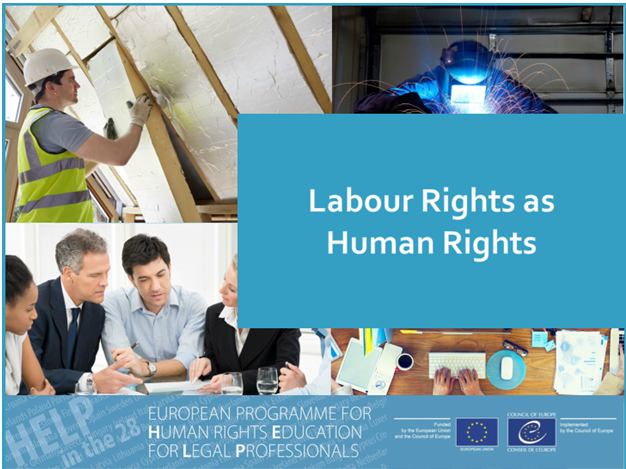 Labour Rights as
Human Rights
HELP
in the 28
EUROPEAN PROGRAMME FOR
HUMAN RIGHTS EDUCATION
FOR LEGAL PROFESSIONALS
Funded
by the European Union
and the Council of Europe
EUROPEAN UNION
COUNCIL OF EUROPE
CONSEIL DE L'EUROPE
Implemented
by the Council of Europe